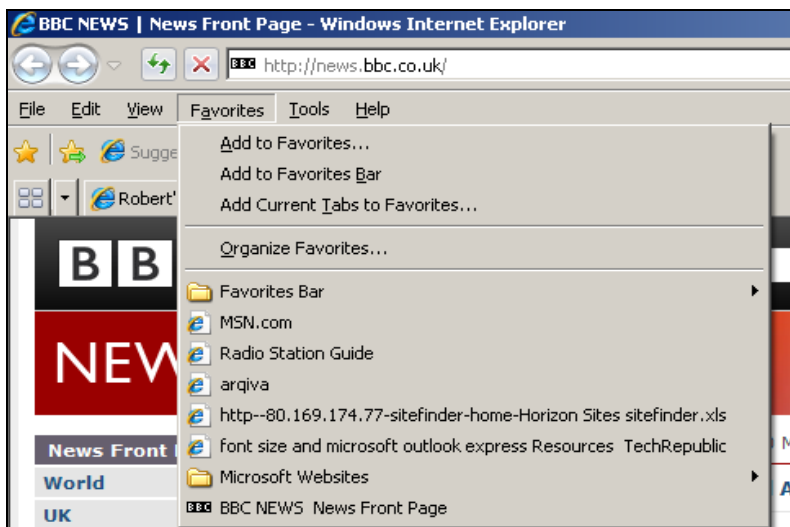 BBC NEWS | News Front Page - Windows Internet Explorer
BBC http://news.bbc.co.uk/
File Edit View Favorites Tools Help
Sugge
Robert'
Add to Favorites...
Add to Favorites Bar
Add Current Tabs to Favorites...
Organize Favorites...
Favorites Bar
MSN.com
Radio Station Guide
arqiva
http--80.169.174.77-sitefinder-home-Horizon Sites sitefinder.xls
font size and microsoft outlook express Resources TechRepublic
Microsoft Websites
BBC BBC NEWS News Front Page
B B
NEW
News Front
World
UK
M
A